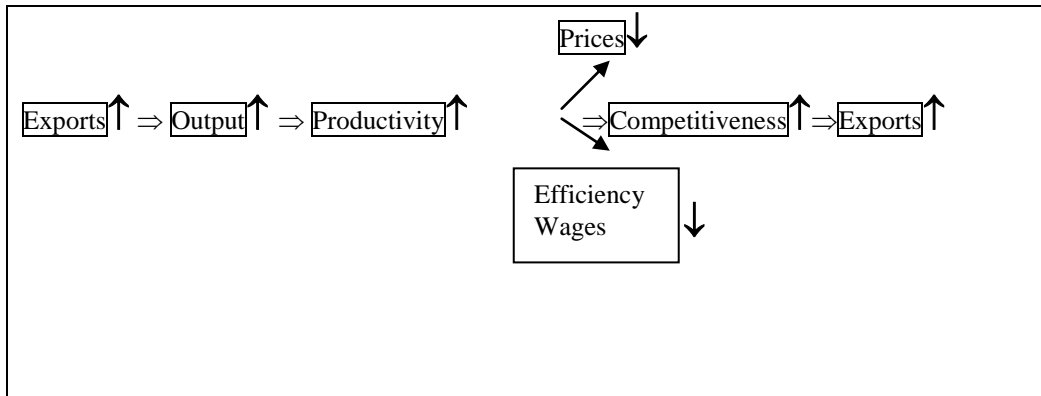 Prices↓
Exports↑ ⇒ Output↑ ⇒ Productivity↑ ⇒Competitiveness↑ ⇒Exports↑
Efficiency
Wages ↓